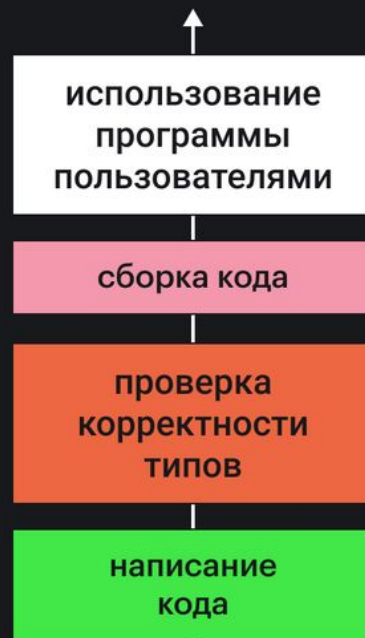 использование
программы
пользователями
сборка кода
проверка
корректности
типов
написание
кода